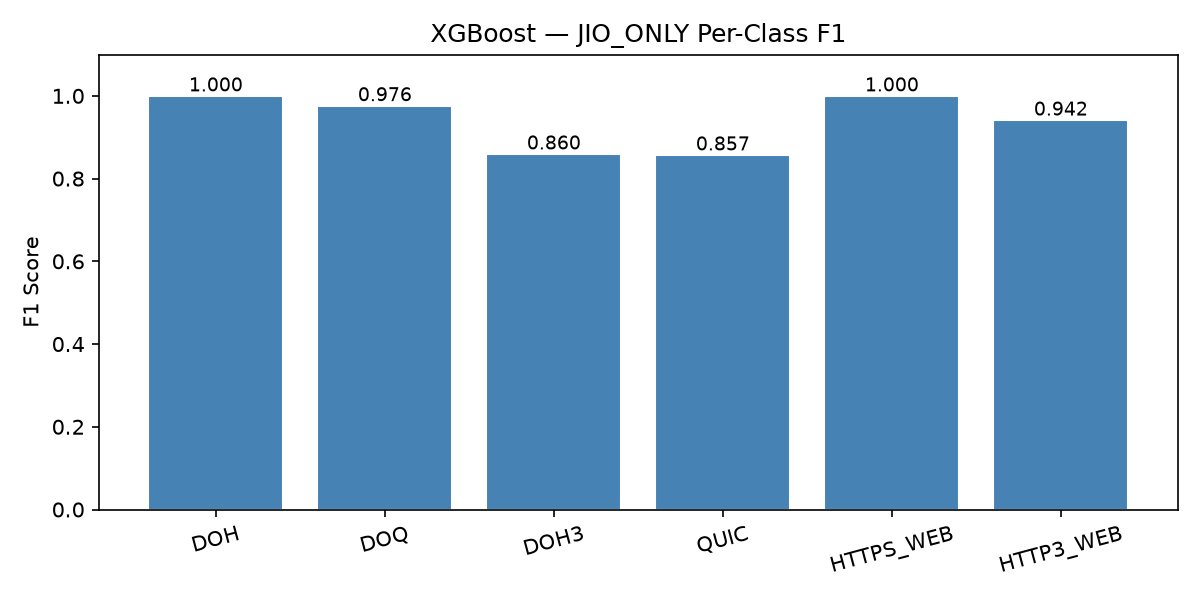 XGBoost — JIO_ONLY Per-Class F1
F1 Score
1.0
0.8
0.6
0.4
0.2
0.0
1.000
0.976
0.860
0.857
1.000
0.942
DOH
DOQ
DOH3
QUIC
HTTPS_WEB
HTTP3_WEB